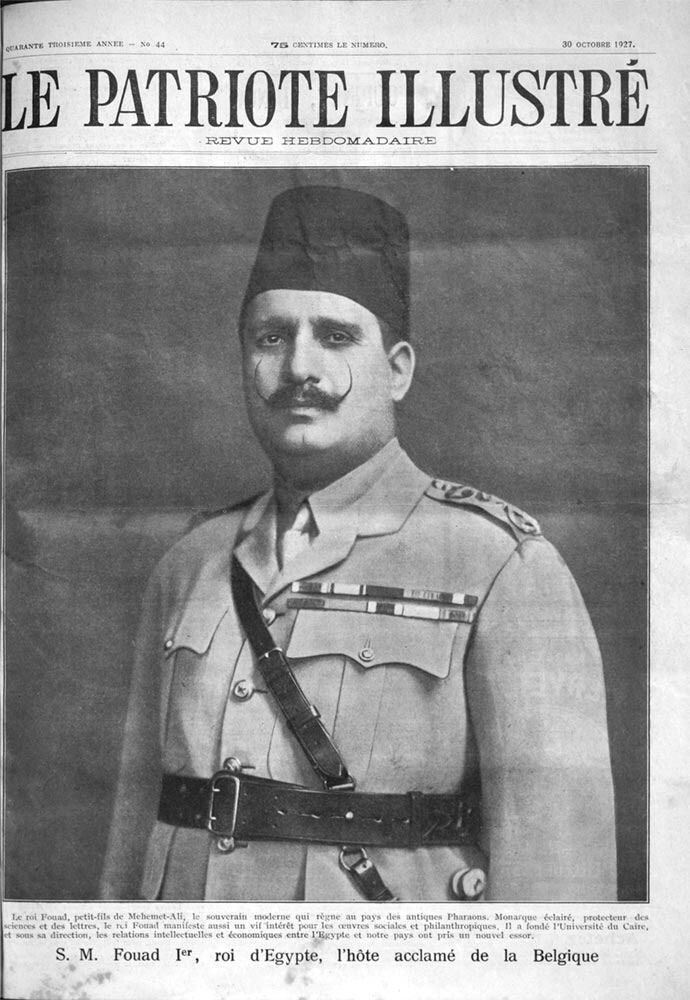 QUARANTE TROISIEME ANNEE — No 44 75 CENTIMES LE NUMERO. 30 OCTOBRE 1927.
LE PATRIOTE ILLUSTRÉ
REVUE HEBDOMADAIRE
Le roi Fouad, petit-fils de Mehemet-Ali, le souverain moderne qui règne au pays des antiques Pharaons. Monarque éclairé, protecteur des
sciences et des lettres, le roi Fouad manifeste aussi un vif intérêt pour les œuvres sociales et philanthropiques. Il a fondé l'Université du Caire,
et sous sa direction, les relations intellectuelles et économiques entre l'Egypte et notre pays ont pris un nouvel essor.
S. M. Fouad Ier, roi d'Egypte, l'hôte acclamé de la Belgique